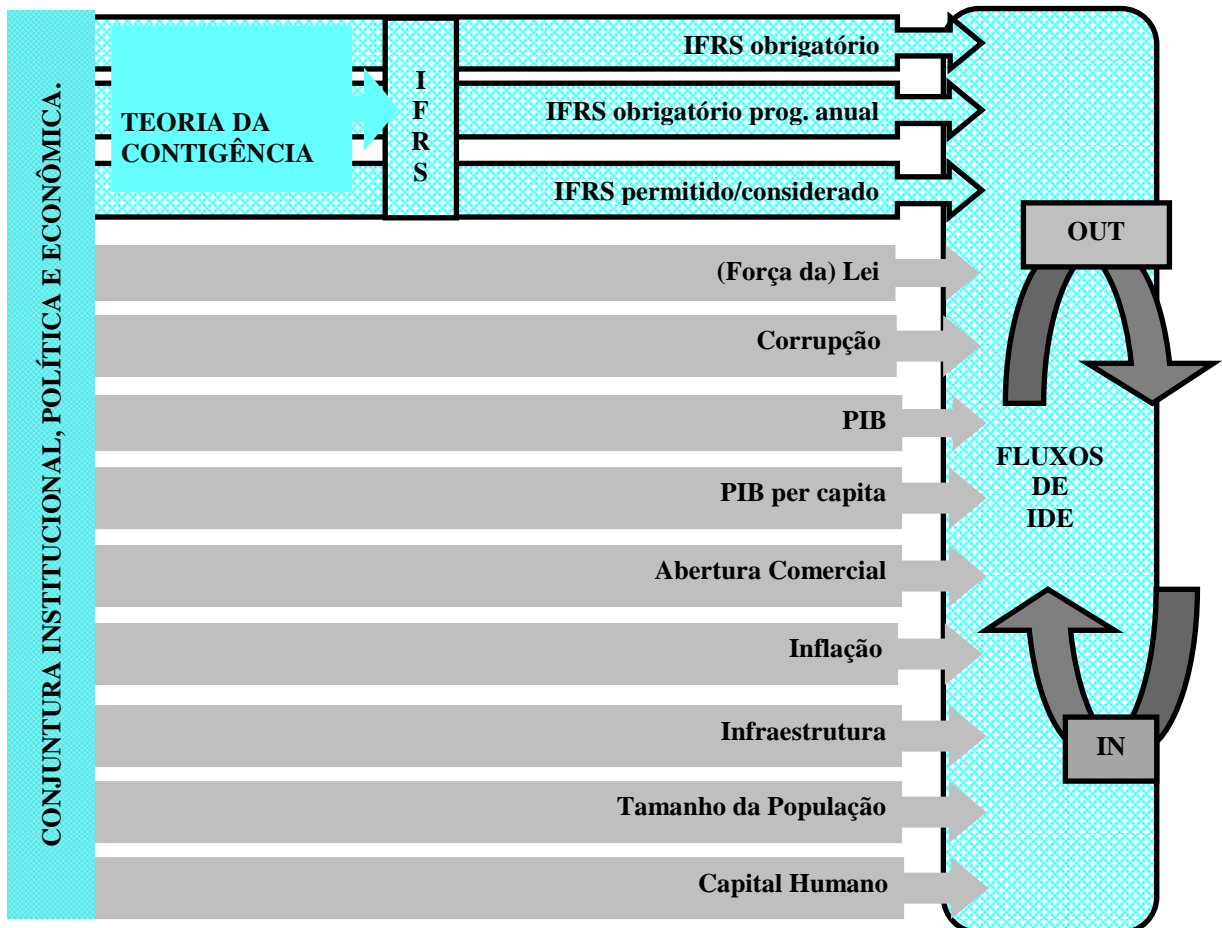 CONJUNTURA INSTITUCIONAL, POLÍTICA E ECONÔMICA.
TEORIA DA
CONTIGÊNCIA
I
F
R
S
IFRS obrigatório
IFRS obrigatório prog. anual
IFRS permitido/considerado
(Força da) Lei
Corrupção
PIB
PIB per capita
Abertura Comercial
Inflação
Infraestrutura
Tamanho da População
Capital Humano
OUT
FLUXOS
DE
IDE
IN